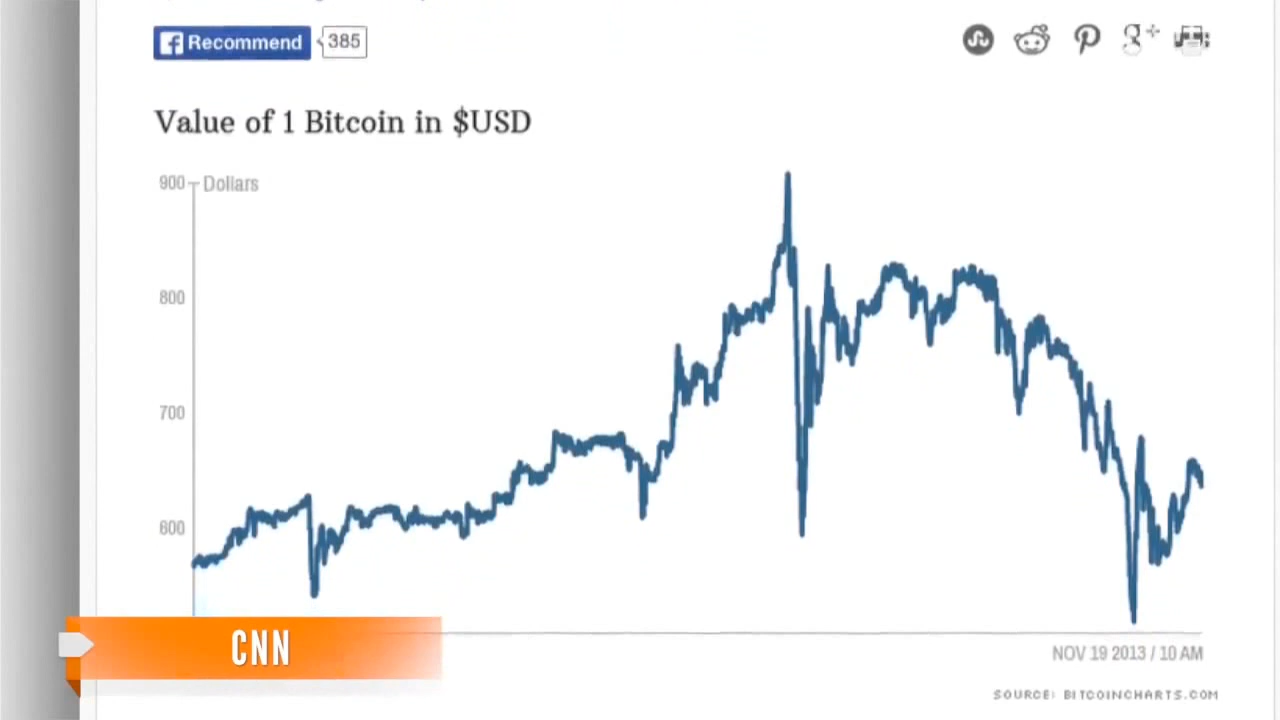 Recommend 385
Value of 1 Bitcoin in $USD
900 Dollars
800
700
600
CNN
NOV 19 2013 / 10 AM
SOURCE: BITCOINCHARTS.COM